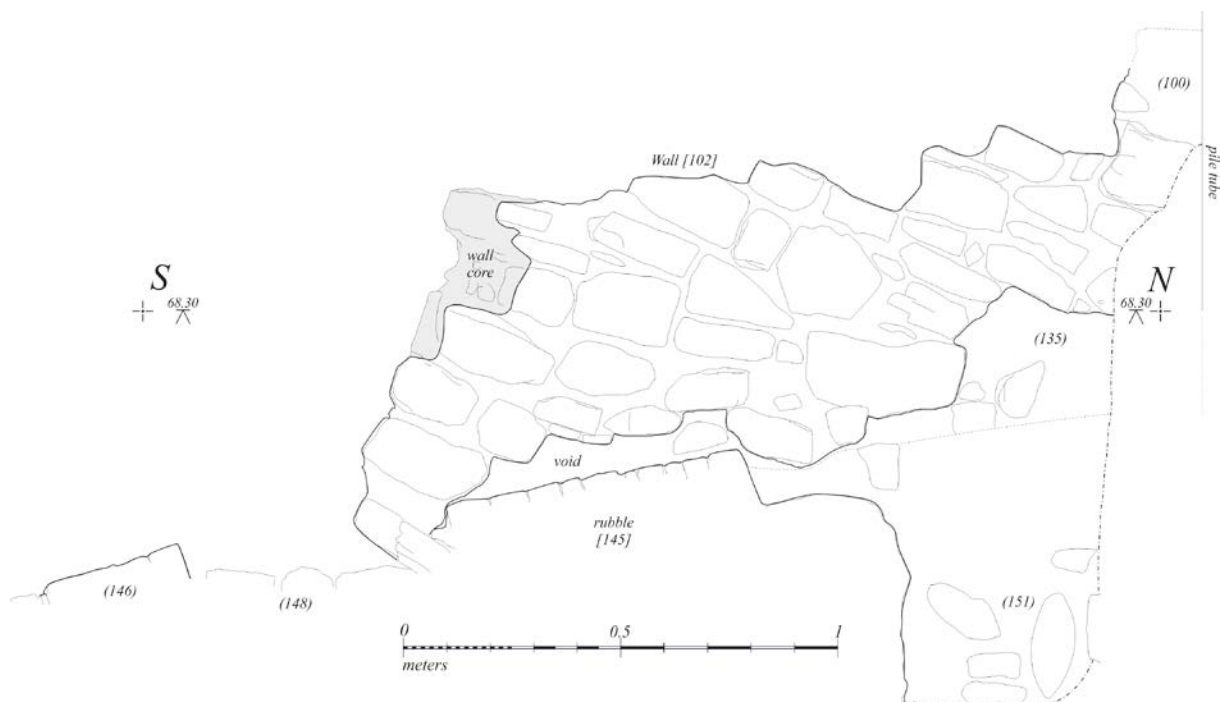 (100)
pile tube
Wall [102]
wall
core
S
68.30
N
68.30
(135)
void
rubble
[145]
(146)
(148)
(151)
0
0.5
1
meters